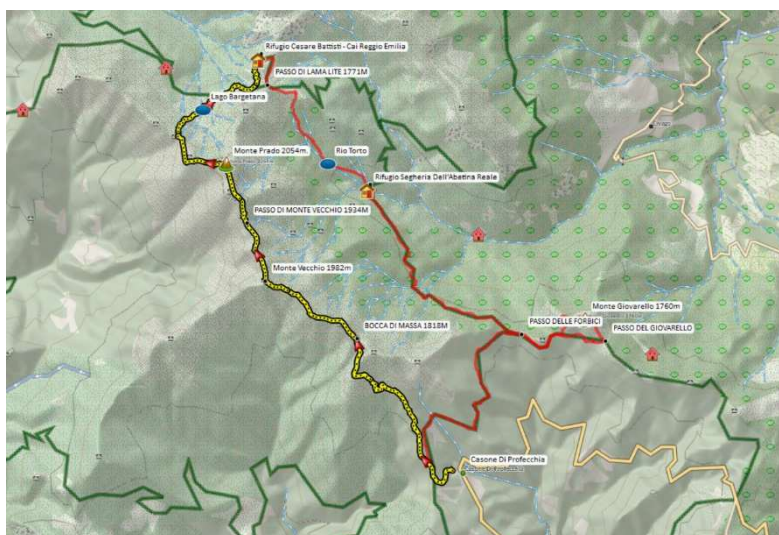 Rifugio Cesare Battisti - Cai Reggio Emilia
PASSO DI LAMA LITE 1771M
Lago Bargetana
Monte Prado 2054m.
Rio Torto
Rifugio Segheria Dell'Abetina Reale
PASSO DI MONTE VECCHIO 1934M
Monte Vecchio 1982m
Monte Giovarello 1760m
BOCCA DI MASSA 1818M
PASSO DELLE FORBICI
PASSO DEL GIOVARELLO
Casone Di Profecchia